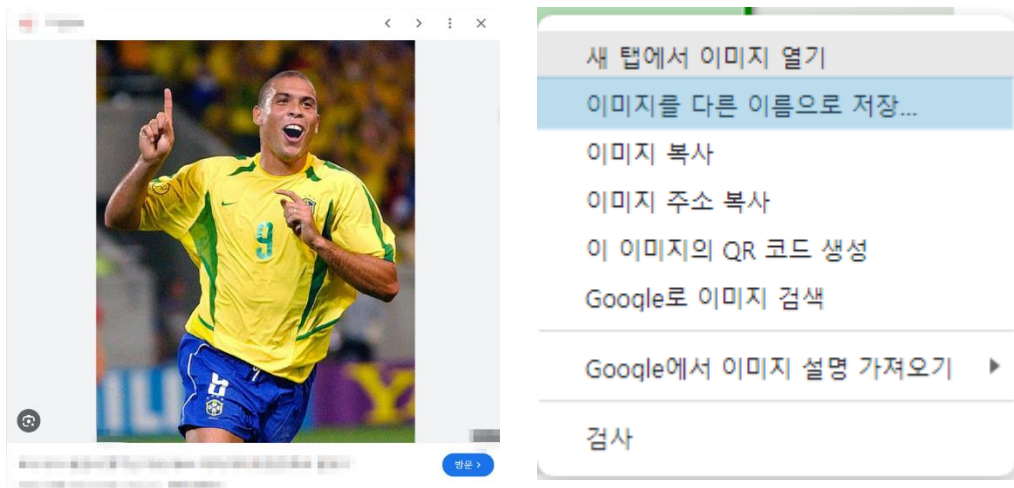 9
9
방문 >
새 탭에서 이미지 열기
이미지를 다른 이름으로 저장...
이미지 복사
이미지 주소 복사
이 이미지의 QR 코드 생성
Google로 이미지 검색
Google에서 이미지 설명 가져오기
검사